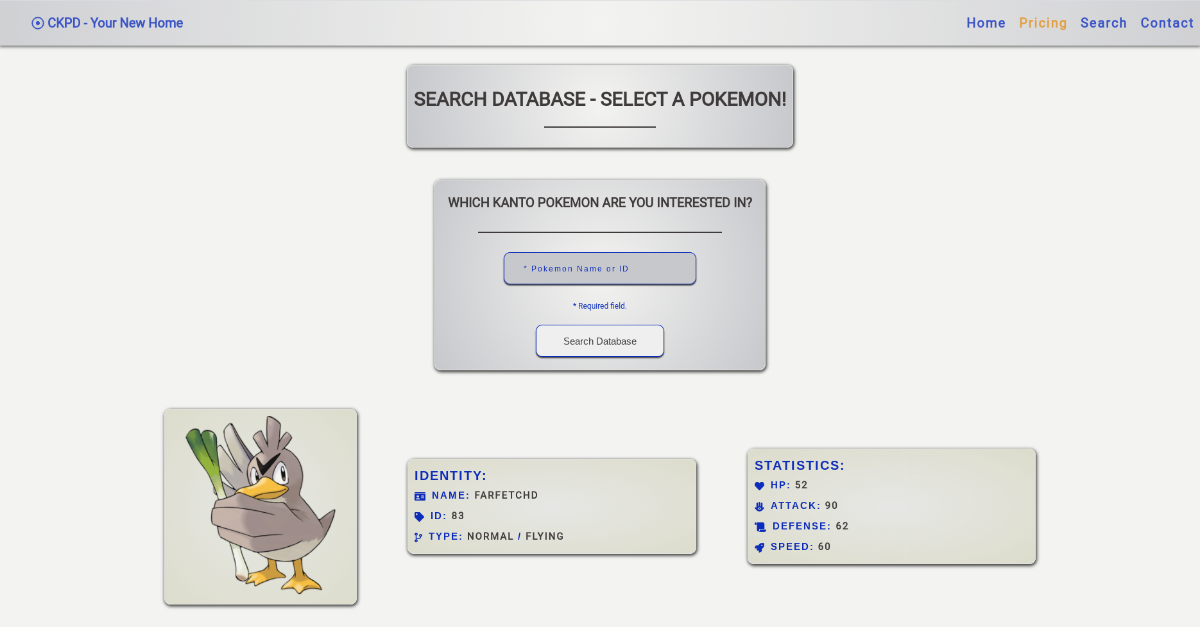 CKPD - Your New Home
Home Pricing Search Contact
SEARCH DATABASE - SELECT A POKEMON!
WHICH KANTO POKEMON ARE YOU INTERESTED IN?
* Pokemon Name or ID
* Required field.
Search Database
IDENTITY:
NAME: FARFETCHD
ID: 83
TYPE: NORMAL / FLYING
STATISTICS:
HP: 52
ATTACK: 90
DEFENSE: 62
SPEED: 60